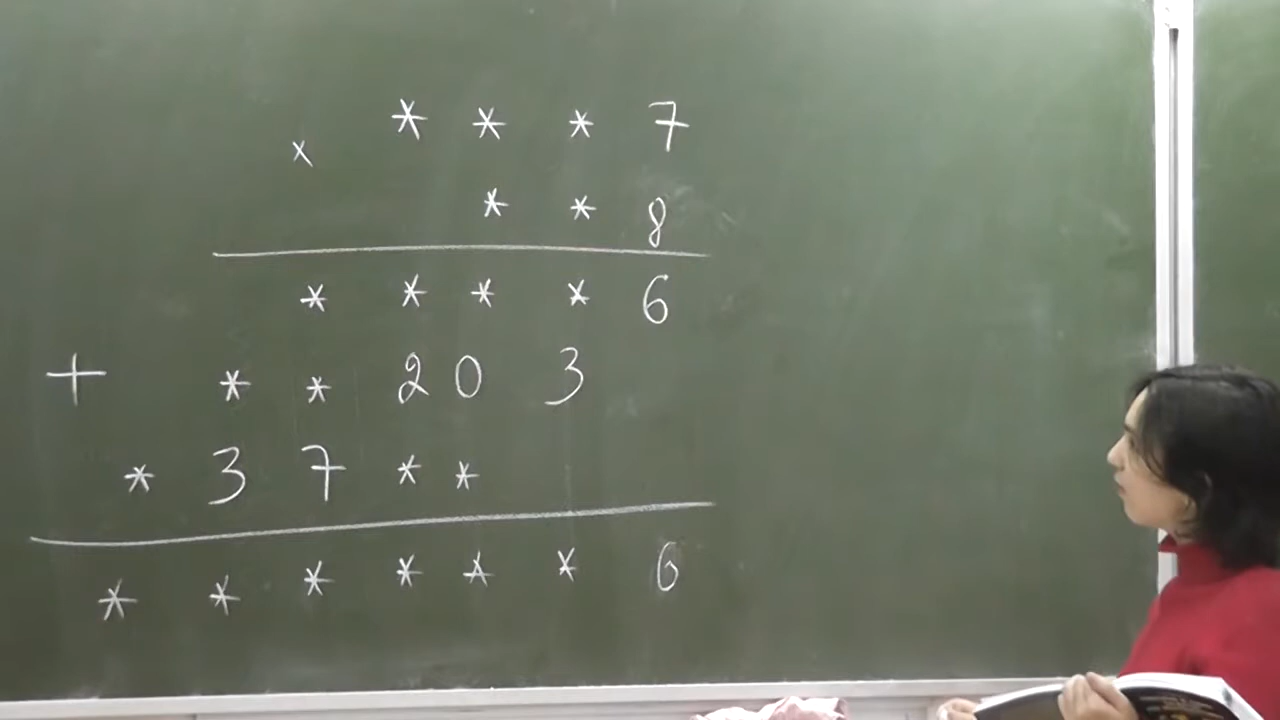 * * * 7
×
* * 8
* * * * 6
+ * * 2 0 3
* 3 7 * *
* * * * * * 6